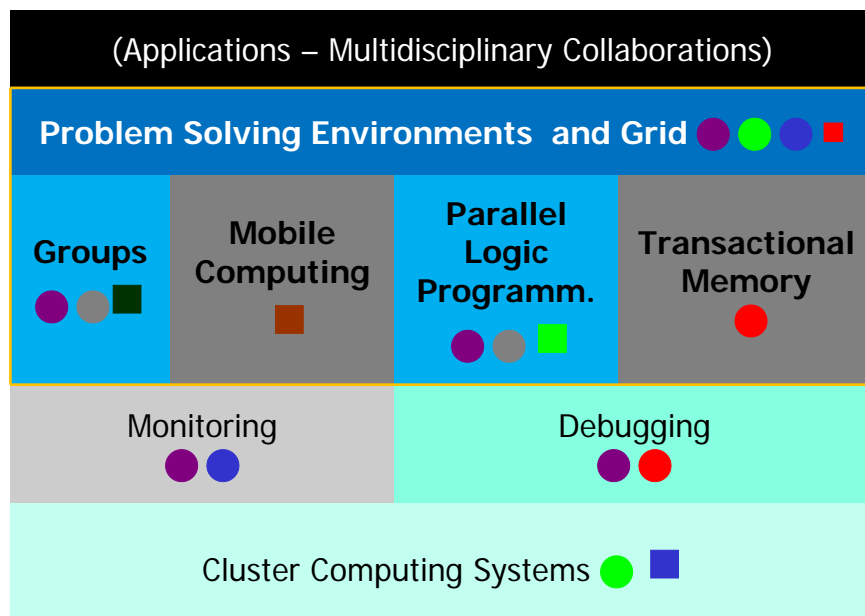 (Applications – Multidisciplinary Collaborations)
Problem Solving Environments and Grid
Groups
Mobile
Computing
Parallel
Logic
Programm.
Transactional
Memory
Monitoring
Debugging
Cluster Computing Systems